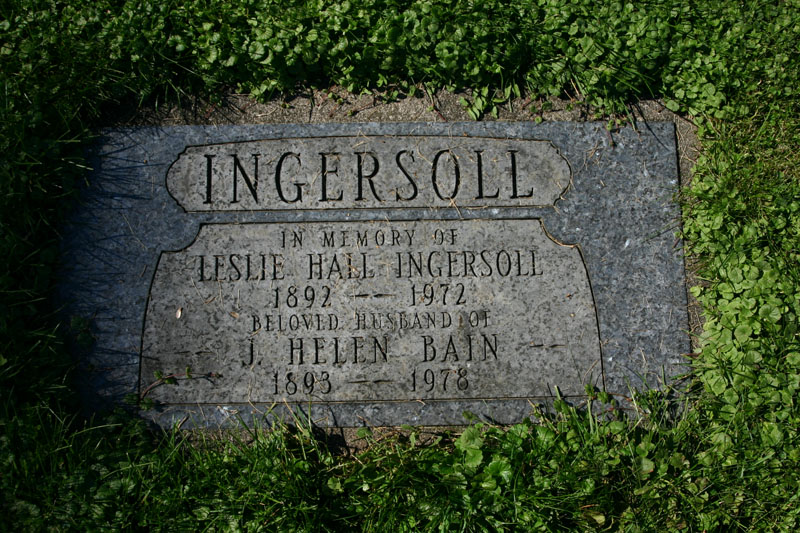 INGERSOLL
IN MEMORY OF
LESLIE HALL INGERSOLL
1892 — 1972
BELOVED HUSBAND OF
J. HELEN BAIN
1893 — 1978